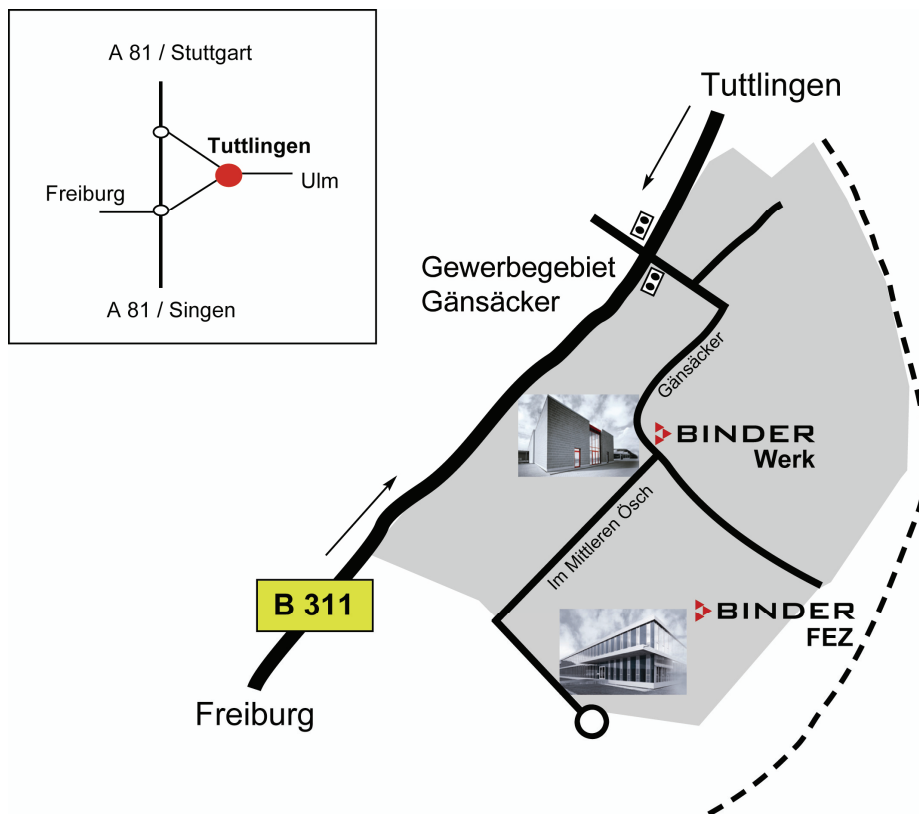 A 81 / Stuttgart
Tuttlingen
Freiburg
Ulm
A 81 / Singen
Tuttlingen
Gewerbegebiet
Gänsäcker
Gänsäcker
BINDER
Werk
Im Mittleren Ösch
B 311
BINDER
FEZ
Freiburg